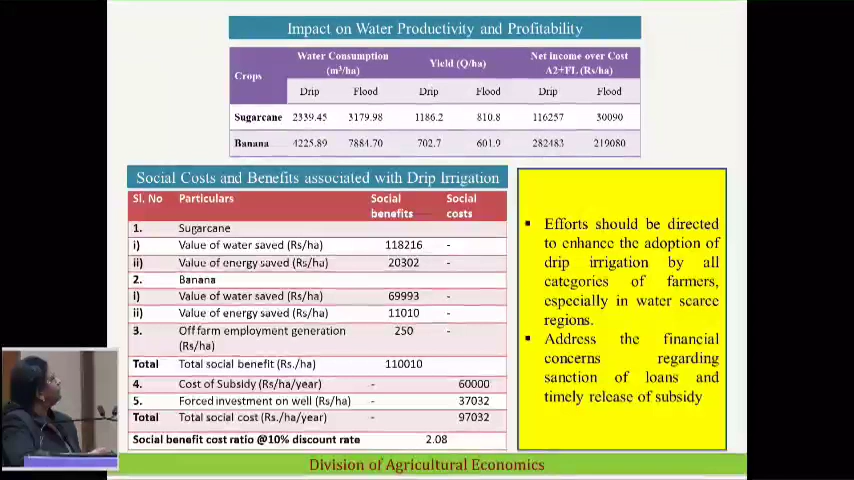 Impact on Water Productivity and Profitability
Crops Water Consumption (m³/ha) Yield (Q/ha) Net income over Cost A2+FL (Rs/ha)
Drip Flood Drip Flood Drip Flood
Sugarcane 2339.45 3179.98 1186.2 810.8 116257 30090
Banana 4225.89 7884.70 702.7 601.9 282483 219080
Social Costs and Benefits associated with Drip Irrigation
Sl. No Particulars Social benefits Social costs
1. Sugarcane
i) Value of water saved (Rs/ha) 118216 -
ii) Value of energy saved (Rs/ha) 20302 -
2. Banana
i) Value of water saved (Rs/ha) 69993 -
ii) Value of energy saved (Rs/ha) 11010 -
3. Off farm employment generation (Rs/ha) 250 -
Total Total social benefit (Rs./ha) 110010
4. Cost of Subsidy (Rs/ha/year) - 60000
5. Forced investment on well (Rs/ha) - 37032
Total Total social cost (Rs./ha/year) - 97032
Social benefit cost ratio @10% discount rate 2.08
▪ Efforts should be directed
to enhance the adoption of
drip irrigation by all
categories of farmers,
especially in water scarce
regions.
▪ Address the financial
concerns regarding
sanction of loans and
timely release of subsidy
Division of Agricultural Economics